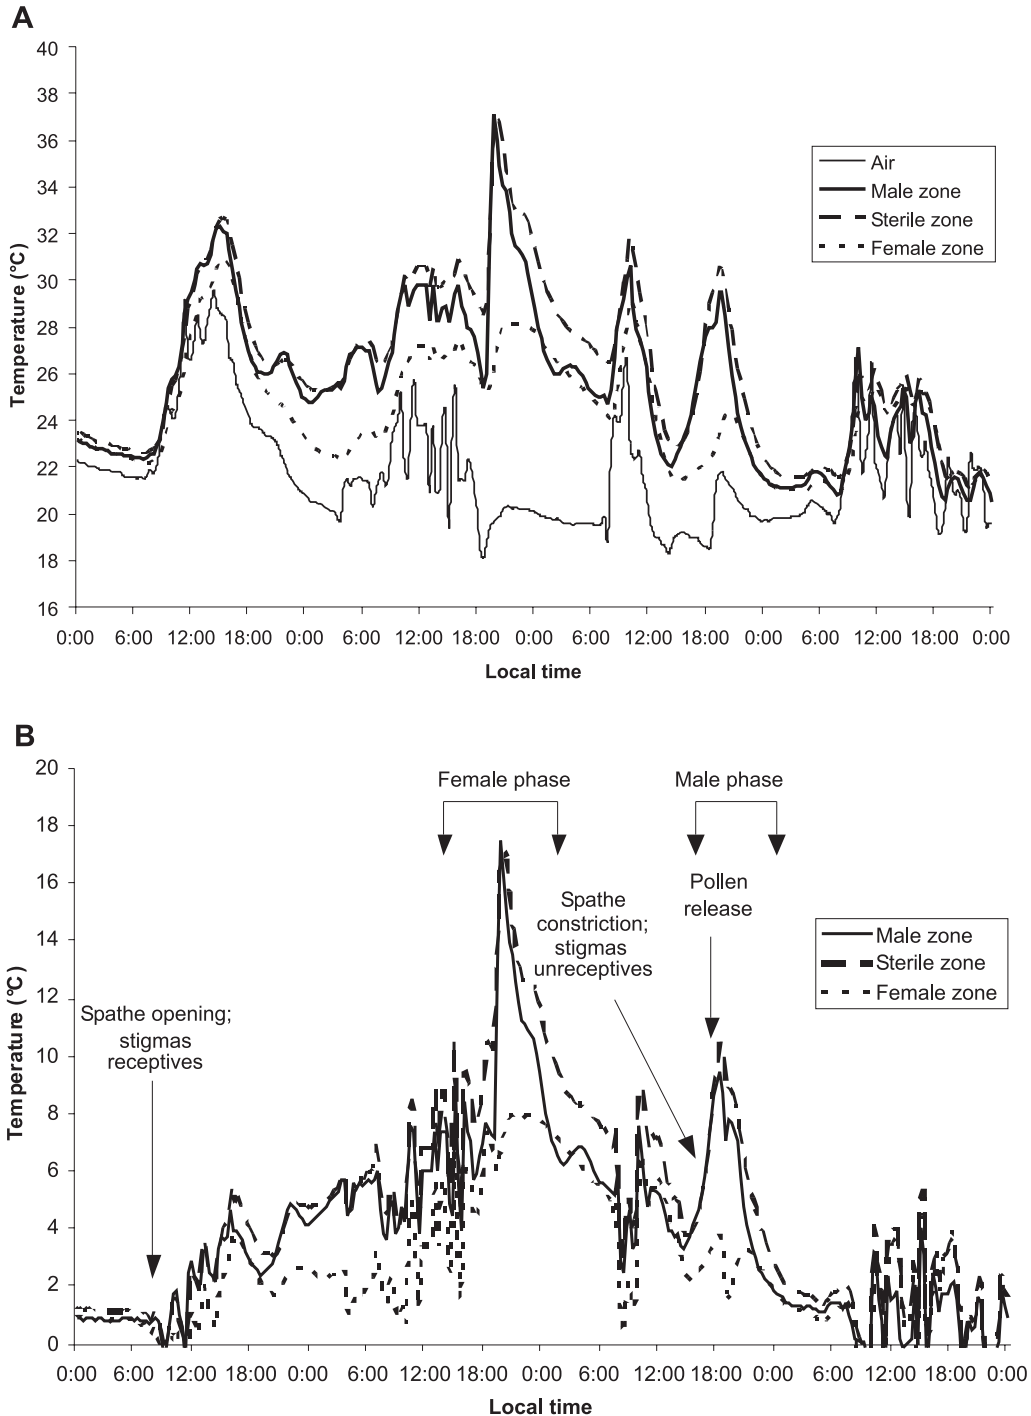 A
40
38
36
34
32
30
28
26
24
22
20
18
16
Temperature (°C)
Air
Male zone
Sterile zone
Female zone
0:00 6:00 12:00 18:00 0:00 6:00 12:00 18:00 0:00 6:00 12:00 18:00 0:00 6:00 12:00 18:00 0:00
Local time
B
20
18
16
14
12
10
8
6
4
2
0
Temperature (°C)
Female phase
Male phase
Pollen
release
Spathe
constriction;
stigmas
unreceptives
Spathe opening;
stigmas
receptives
Male zone
Sterile zone
Female zone
0:00 6:00 12:00 18:00 0:00 6:00 12:00 18:00 0:00 6:00 12:00 18:00 0:00 6:00 12:00 18:00 0:00
Local time